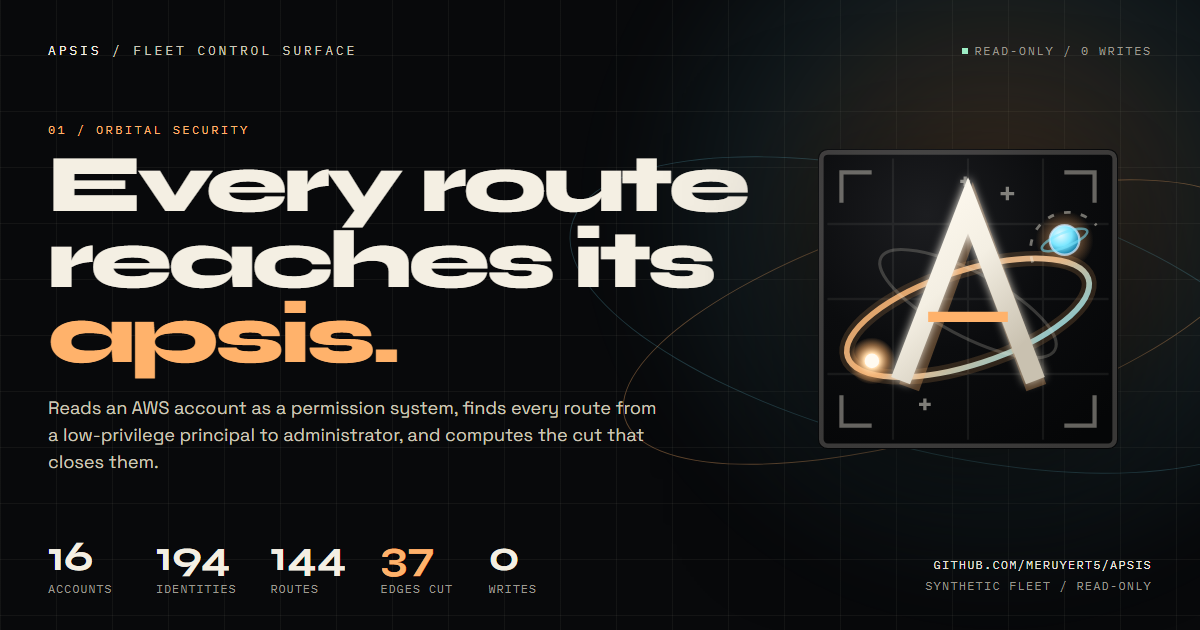 APSIS / FLEET CONTROL SURFACE
READ-ONLY / 0 WRITES
01 / ORBITAL SECURITY
Every route
reaches its
apsis.
Reads an AWS account as a permission system, finds every route from
a low-privilege principal to administrator, and computes the cut that
closes them.
A
16 194 144 37 0
ACCOUNTS IDENTITIES ROUTES EDGES CUT WRITES
GITHUB.COM/MERUYERT5/APSIS
SYNTHETIC FLEET / READ-ONLY